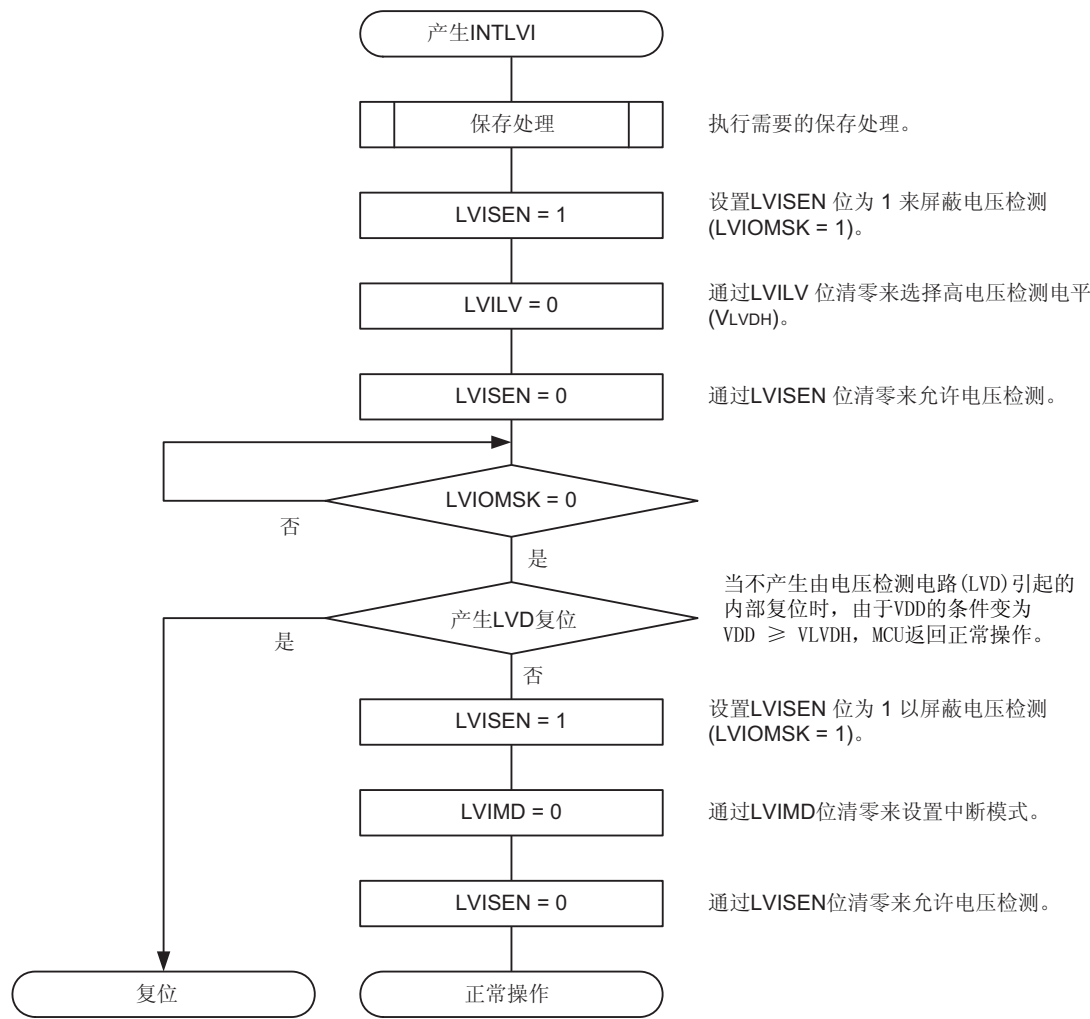 产生INTLVI
保存处理
执行需要的保存处理。
LVISEN = 1
设置LVISEN 位为 1 来屏蔽电压检测
(LVIOMSK = 1)。
LVILV = 0
通过LVILV 位清零来选择高电压检测电平
(VLVDH)。
LVISEN = 0
通过LVISEN 位清零来允许电压检测。
LVIOMSK = 0
否
是
产生LVD复位
当不产生由电压检测电路(LVD)引起的
内部复位时，由于VDD的条件变为
VDD ≥ VLVDH，MCU返回正常操作。
是
否
LVISEN = 1
设置LVISEN 位为 1 以屏蔽电压检测
(LVIOMSK = 1)。
LVIMD = 0
通过LVIMD位清零来设置中断模式。
LVISEN = 0
通过LVISEN位清零来允许电压检测。
复位
正常操作